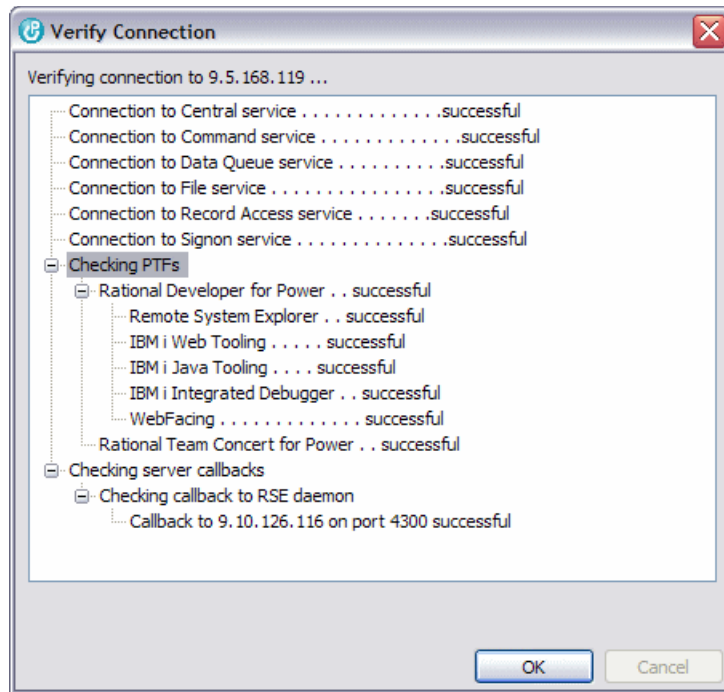 Verify Connection
Verifying connection to 9.5.168.119 ...
Connection to Central service . . . . . . . . . . . . .successful
Connection to Command service . . . . . . . . . . . . .successful
Connection to Data Queue service . . . . . . . . .successful
Connection to File service . . . . . . . . . . . . . . . .successful
Connection to Record Access service . . . . . . .successful
Connection to Signon service . . . . . . . . . . . . . .successful
Checking PTFs
Rational Developer for Power . . successful
Remote System Explorer . . successful
IBM i Web Tooling . . . . . successful
IBM i Java Tooling . . . . successful
IBM i Integrated Debugger . . successful
WebFacing . . . . . . . . . . . . . successful
Rational Team Concert for Power . . successful
Checking server callbacks
Checking callback to RSE daemon
Callback to 9.10.126.116 on port 4300 successful
OK Cancel